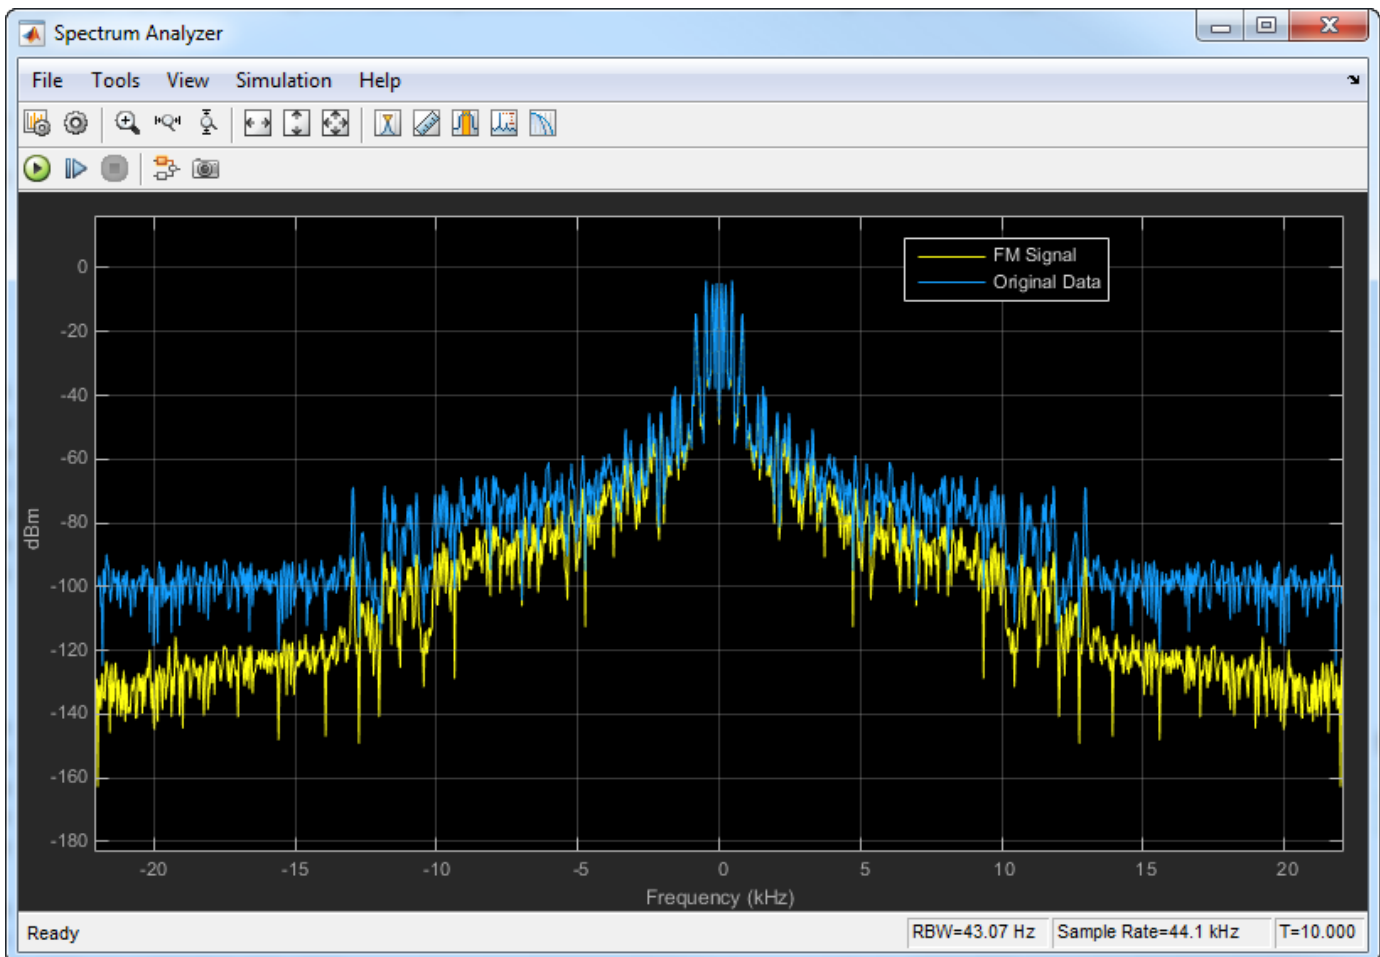 Spectrum Analyzer
File Tools View Simulation Help
FM Signal
Original Data
0
-20
-40
-60
-80
-100
-120
-140
-160
-180
dBm
-20 -15 -10 -5 0 5 10 15 20
Frequency (kHz)
Ready RBW=43.07 Hz Sample Rate=44.1 kHz T=10.000